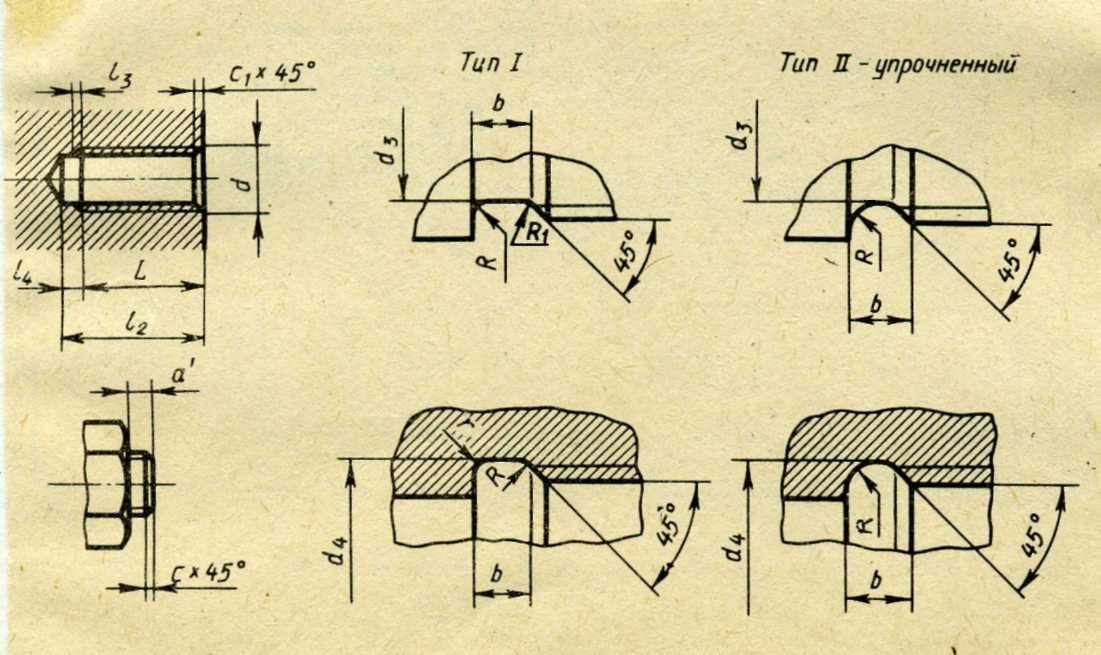 l₃
c₁ × 45°
d
l₄
L
l₂
Тип I
b
d₃
R
R₁
45°
Тип II - упрочненный
d₃
R
b
45°
a'
c × 45°
r
R
d₄
b
45°
R
d₄
b
45°